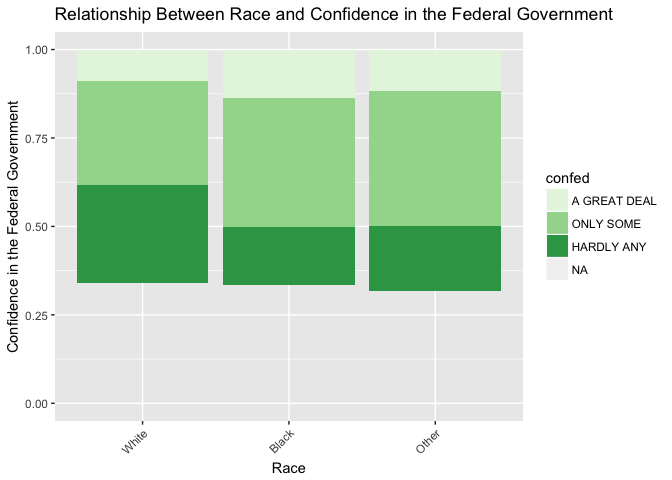 Relationship Between Race and Confidence in the Federal Government
Confidence in the Federal Government
1.00
0.75
0.50
0.25
0.00
White
Black
Other
Race
confed
A GREAT DEAL
ONLY SOME
HARDLY ANY
NA